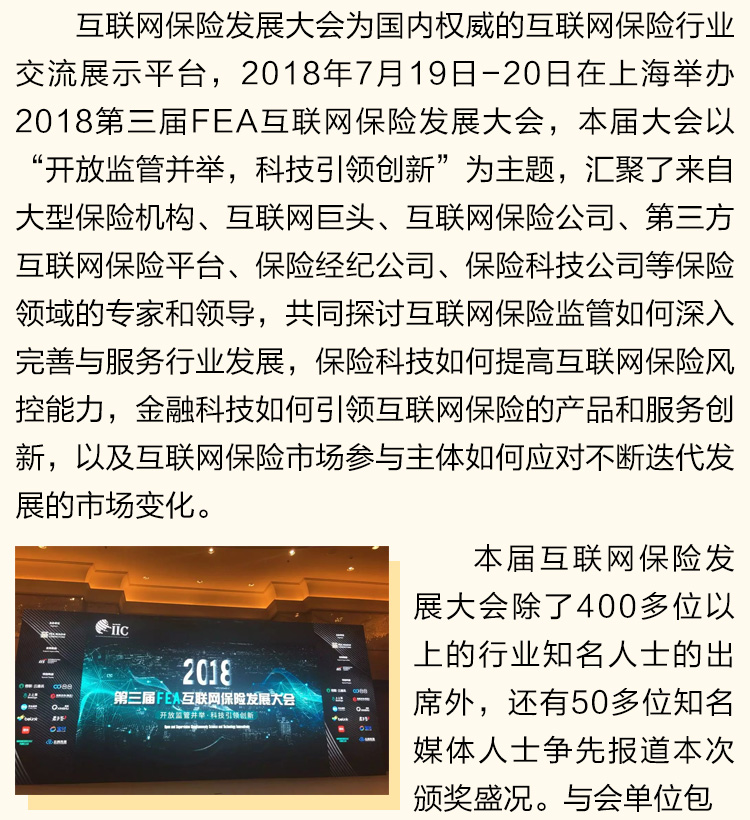 互联网保险发展大会为国内权威的互联网保险行业
交流展示平台，2018年7月19日-20日在上海举办
2018第三届FEA互联网保险发展大会，本届大会以
“开放监管并举，科技引领创新”为主题，汇聚了来自
大型保险机构、互联网巨头、互联网保险公司、第三方
互联网保险平台、保险经纪公司、保险科技公司等保险
领域的专家和领导，共同探讨互联网保险监管如何深入
完善与服务行业发展，保险科技如何提高互联网保险风
控能力，金融科技如何引领互联网保险的产品和服务创
新，以及互联网保险市场参与主体如何应对不断迭代发
展的市场变化。
IIC
2018
第三届FEA互联网保险发展大会
开放监管并举·科技引领创新
本届互联网保险发
展大会除了400多位以
上的行业知名人士的出
席外，还有50多位知名
媒体人士争先报道本次
颁奖盛况。与会单位包